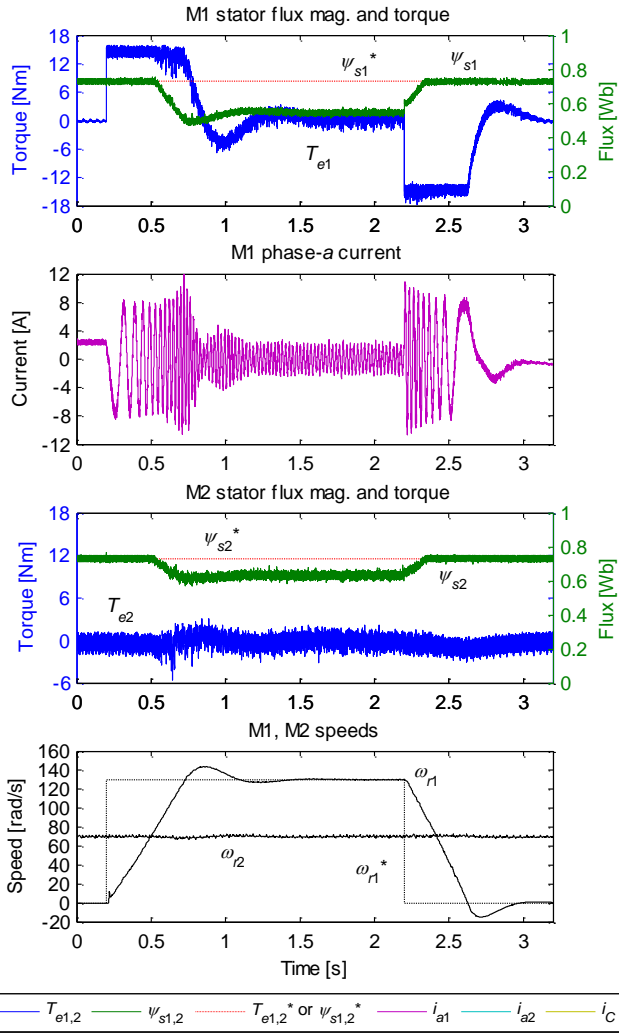 M1 stator flux mag. and torque
18
12
6
0
-6
-12
-18
Torque [Nm]
ψs1*
ψs1
Te1
1
0.8
0.6
0.4
0.2
0
Flux [Wb]
0 0.5 1 1.5 2 2.5 3
M1 phase-a current
12
8
4
0
-4
-8
-12
Current [A]
0 0.5 1 1.5 2 2.5 3
M2 stator flux mag. and torque
18
12
6
0
-6
Torque [Nm]
ψs2*
ψs2
Te2
1
0.8
0.6
0.4
0.2
0
Flux [Wb]
0 0.5 1 1.5 2 2.5 3
M1, M2 speeds
160
140
120
100
80
60
40
20
0
-20
Speed [rad/s]
ωr1
ωr2
ωr1*
0 0.5 1 1.5 2 2.5 3
Time [s]
Te1,2 ψs1,2 Te1,2* or ψs1,2* ia1 ia2 iC